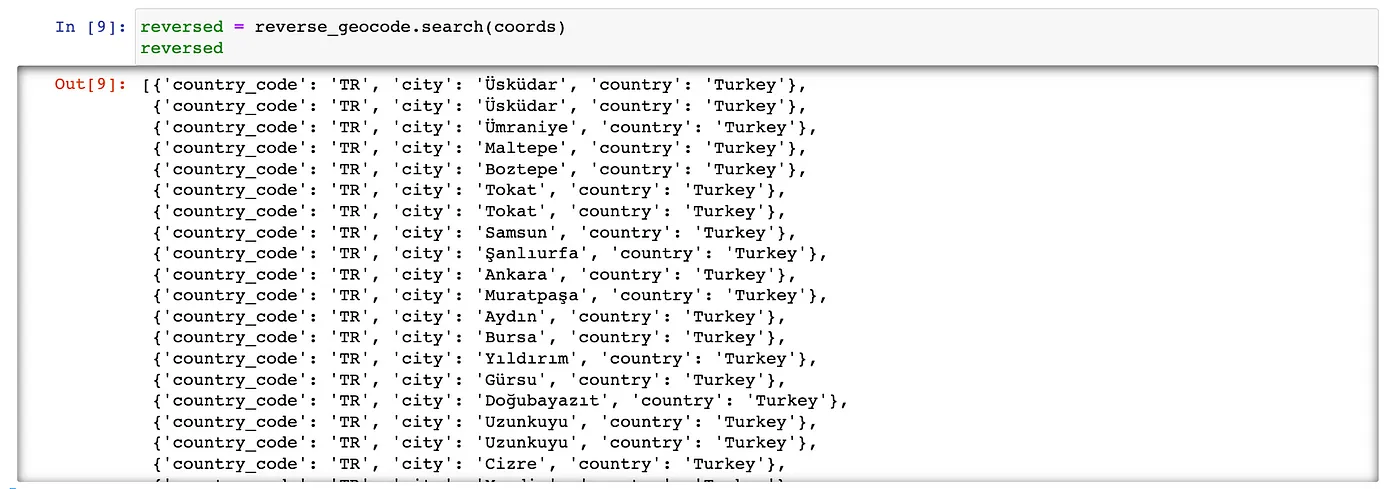 In [9]: reversed = reverse_geocode.search(coords)
reversed
Out[9]: [{'country_code': 'TR', 'city': 'Üsküdar', 'country': 'Turkey'},
{'country_code': 'TR', 'city': 'Üsküdar', 'country': 'Turkey'},
{'country_code': 'TR', 'city': 'Ümraniye', 'country': 'Turkey'},
{'country_code': 'TR', 'city': 'Maltepe', 'country': 'Turkey'},
{'country_code': 'TR', 'city': 'Boztepe', 'country': 'Turkey'},
{'country_code': 'TR', 'city': 'Tokat', 'country': 'Turkey'},
{'country_code': 'TR', 'city': 'Tokat', 'country': 'Turkey'},
{'country_code': 'TR', 'city': 'Samsun', 'country': 'Turkey'},
{'country_code': 'TR', 'city': 'Şanlıurfa', 'country': 'Turkey'},
{'country_code': 'TR', 'city': 'Ankara', 'country': 'Turkey'},
{'country_code': 'TR', 'city': 'Muratpaşa', 'country': 'Turkey'},
{'country_code': 'TR', 'city': 'Aydın', 'country': 'Turkey'},
{'country_code': 'TR', 'city': 'Bursa', 'country': 'Turkey'},
{'country_code': 'TR', 'city': 'Yıldırım', 'country': 'Turkey'},
{'country_code': 'TR', 'city': 'Gürsu', 'country': 'Turkey'},
{'country_code': 'TR', 'city': 'Doğubayazıt', 'country': 'Turkey'},
{'country_code': 'TR', 'city': 'Uzunkuyu', 'country': 'Turkey'},
{'country_code': 'TR', 'city': 'Uzunkuyu', 'country': 'Turkey'},
{'country_code': 'TR', 'city': 'Cizre', 'country': 'Turkey'},